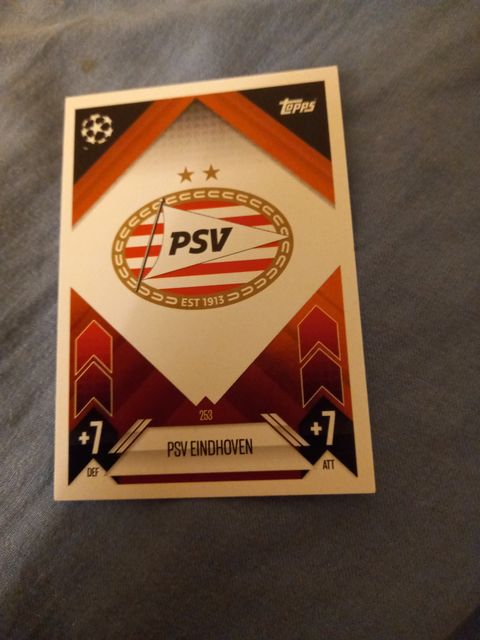 topps
PSV
EST 1913
253
PSV EINDHOVEN
+7
DEF
+7
ATT